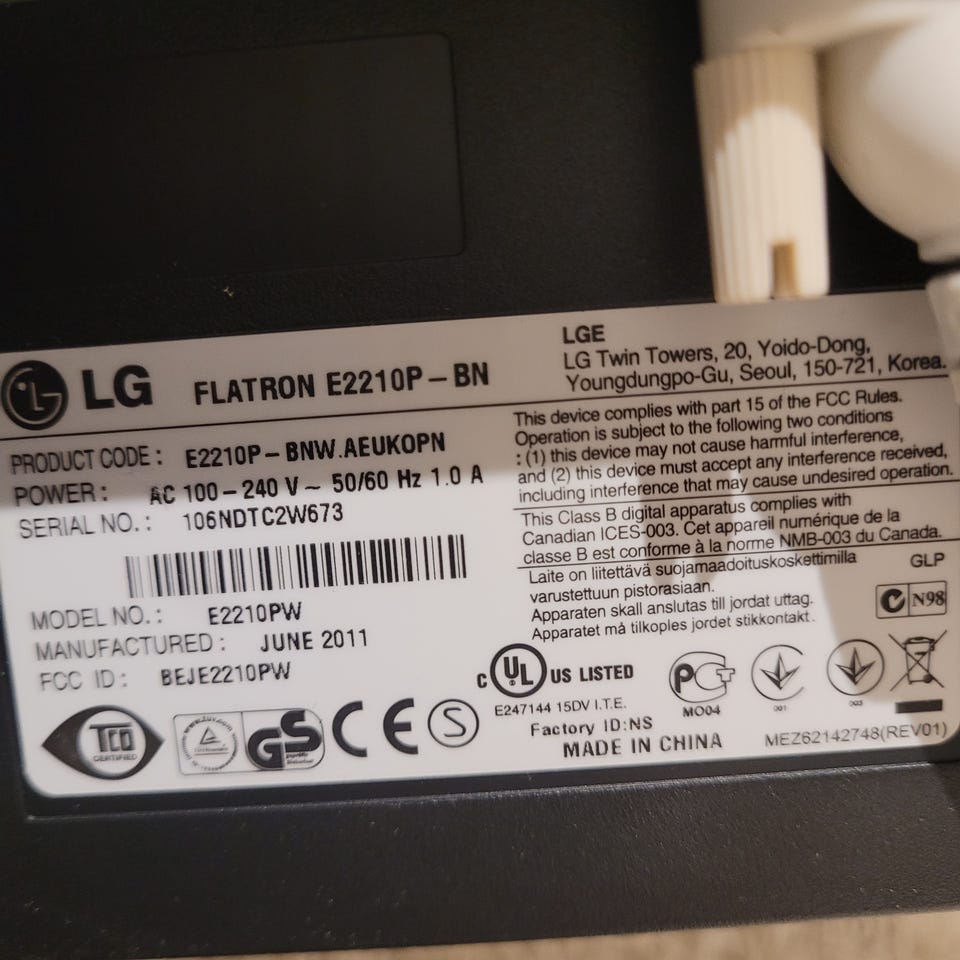 LG FLATRON E2210P-BN
LGE
LG Twin Towers, 20, Yoido-Dong,
Youngdungpo-Gu, Seoul, 150-721, Korea.
PRODUCT CODE : E2210P-BNW.AEUKOPN
POWER : AC 100-240 V ~ 50/60 Hz 1.0 A
SERIAL NO. : 106NDTC2W673
MODEL NO. : E2210PW
MANUFACTURED : JUNE 2011
FCC ID : BEJE2210PW
This device complies with part 15 of the FCC Rules.
Operation is subject to the following two conditions
: (1) this device may not cause harmful interference,
and (2) this device must accept any interference received,
including interference that may cause undesired operation.
This Class B digital apparatus complies with
Canadian ICES-003. Cet appareil numérique de la
classe B est conforme à la norme NMB-003 du Canada.
Laite on liitettävä suojamaadoituskoskettimilla
varustettuun pistorasiaan.
Apparaten skall anslutas till jordat uttag.
Apparatet må tilkoples jordet stikkontakt.
GLP
N98
TCO
CERTIFIED
GS
CE
S
C UL US LISTED
E247144 15DV I.T.E.
Factory ID:NS
MADE IN CHINA
MO04
001
003
MEZ62142748(REV01)